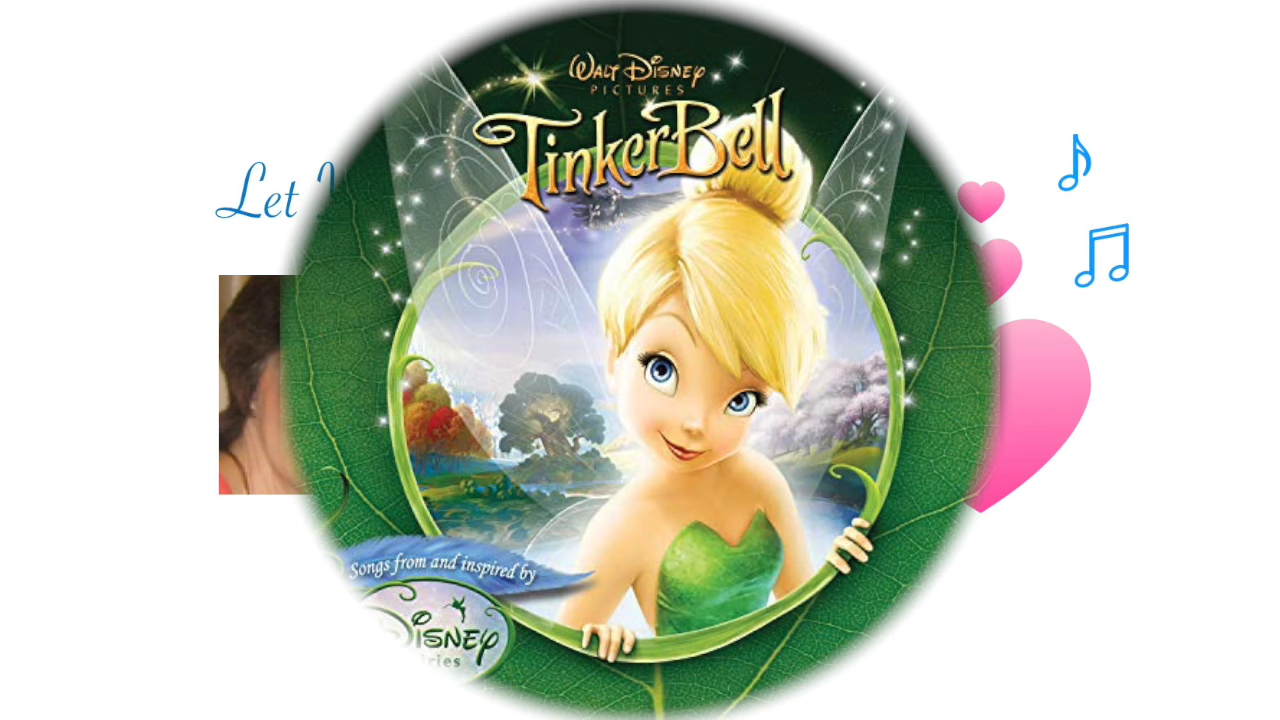 WALT DISNEY
PICTURES
TinkerBell
Let
Songs from and inspired by
DISNEY